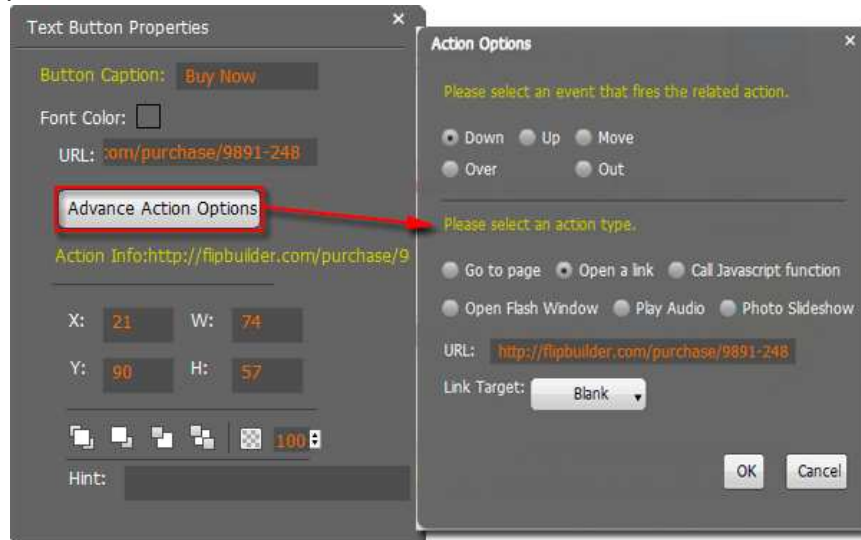 Text Button Properties ×
Button Caption: Buy Now
Font Color:
URL: :om/purchase/9891-248
Advance Action Options
Action Info:http://flipbuilder.com/purchase/9
X: 21 W: 74
Y: 90 H: 57
100
Hint:
Action Options ×
Please select an event that fires the related action.
Down Up Move
Over Out
Please select an action type.
Go to page Open a link Call Javascript function
Open Flash Window Play Audio Photo Slideshow
URL: http://flipbuilder.com/purchase/9891-248
Link Target: Blank
OK Cancel